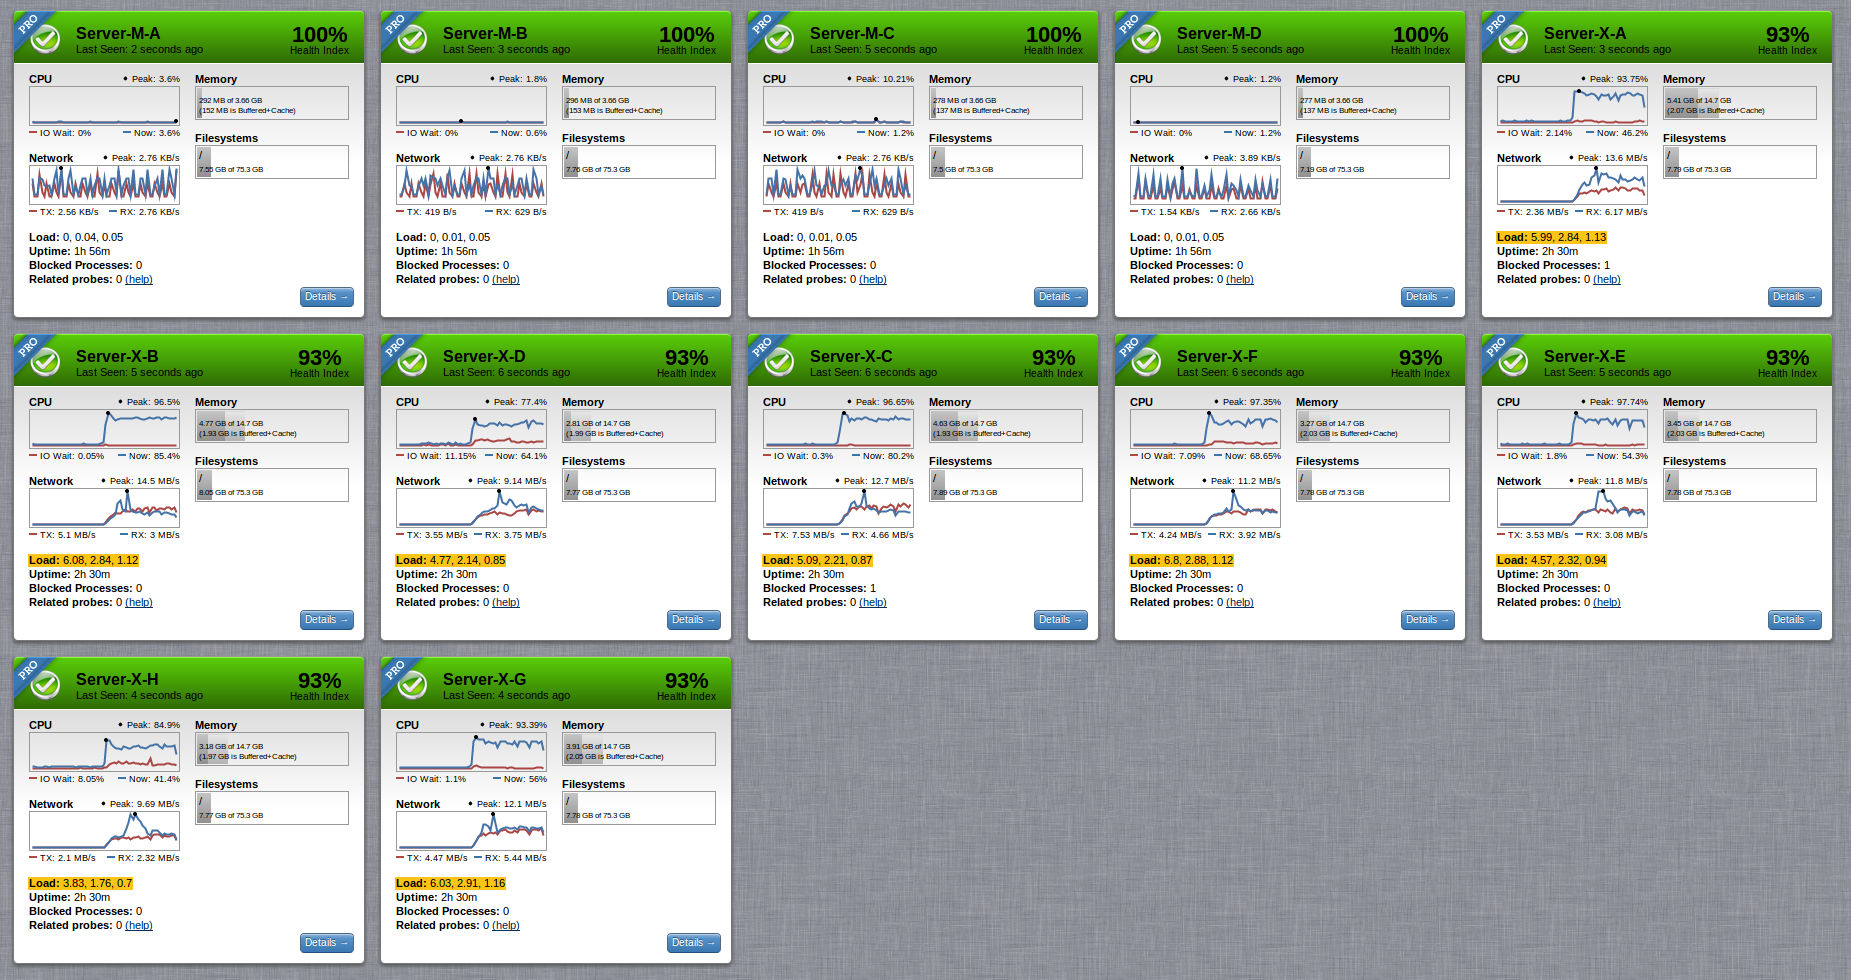 PRO
Server-M-A
Last Seen: 2 seconds ago
100%
Health Index
CPU
Peak: 3.6%
IO Wait: 0%
Now: 3.6%
Memory
292 MB of 3.66 GB
(152 MB is Buffered+Cache)
Filesystems
/
7.55 GB of 75.3 GB
Network
Peak: 2.76 KB/s
TX: 2.56 KB/s
RX: 2.76 KB/s
Load: 0, 0.04, 0.05
Uptime: 1h 56m
Blocked Processes: 0
Related probes: 0 (help)
Details →
PRO
Server-M-B
Last Seen: 3 seconds ago
100%
Health Index
CPU
Peak: 1.8%
IO Wait: 0%
Now: 0.6%
Memory
296 MB of 3.66 GB
(153 MB is Buffered+Cache)
Filesystems
/
7.76 GB of 75.3 GB
Network
Peak: 2.76 KB/s
TX: 419 B/s
RX: 629 B/s
Load: 0, 0.01, 0.05
Uptime: 1h 56m
Blocked Processes: 0
Related probes: 0 (help)
Details →
PRO
Server-M-C
Last Seen: 5 seconds ago
100%
Health Index
CPU
Peak: 10.21%
IO Wait: 0%
Now: 1.2%
Memory
278 MB of 3.66 GB
(137 MB is Buffered+Cache)
Filesystems
/
7.5 GB of 75.3 GB
Network
Peak: 2.76 KB/s
TX: 419 B/s
RX: 629 B/s
Load: 0, 0.01, 0.05
Uptime: 1h 56m
Blocked Processes: 0
Related probes: 0 (help)
Details →
PRO
Server-M-D
Last Seen: 5 seconds ago
100%
Health Index
CPU
Peak: 1.2%
IO Wait: 0%
Now: 1.2%
Memory
277 MB of 3.66 GB
(137 MB is Buffered+Cache)
Filesystems
/
7.19 GB of 75.3 GB
Network
Peak: 3.89 KB/s
TX: 1.54 KB/s
RX: 2.66 KB/s
Load: 0, 0.01, 0.05
Uptime: 1h 56m
Blocked Processes: 0
Related probes: 0 (help)
Details →
PRO
Server-X-A
Last Seen: 3 seconds ago
93%
Health Index
CPU
Peak: 93.75%
IO Wait: 2.14%
Now: 46.2%
Memory
5.41 GB of 14.7 GB
(2.07 GB is Buffered+Cache)
Filesystems
/
7.79 GB of 75.3 GB
Network
Peak: 13.6 MB/s
TX: 2.36 MB/s
RX: 6.17 MB/s
Load: 5.99, 2.84, 1.13
Uptime: 2h 30m
Blocked Processes: 1
Related probes: 0 (help)
Details →
PRO
Server-X-B
Last Seen: 5 seconds ago
93%
Health Index
CPU
Peak: 96.5%
IO Wait: 0.05%
Now: 85.4%
Memory
4.77 GB of 14.7 GB
(1.93 GB is Buffered+Cache)
Filesystems
/
8.05 GB of 75.3 GB
Network
Peak: 14.5 MB/s
TX: 5.1 MB/s
RX: 3 MB/s
Load: 6.08, 2.84, 1.12
Uptime: 2h 30m
Blocked Processes: 0
Related probes: 0 (help)
Details →
PRO
Server-X-D
Last Seen: 6 seconds ago
93%
Health Index
CPU
Peak: 77.4%
IO Wait: 11.15%
Now: 64.1%
Memory
2.81 GB of 14.7 GB
(1.99 GB is Buffered+Cache)
Filesystems
/
7.77 GB of 75.3 GB
Network
Peak: 9.14 MB/s
TX: 3.55 MB/s
RX: 3.75 MB/s
Load: 4.77, 2.14, 0.85
Uptime: 2h 30m
Blocked Processes: 0
Related probes: 0 (help)
Details →
PRO
Server-X-C
Last Seen: 6 seconds ago
93%
Health Index
CPU
Peak: 96.65%
IO Wait: 0.3%
Now: 80.2%
Memory
4.63 GB of 14.7 GB
(1.93 GB is Buffered+Cache)
Filesystems
/
7.89 GB of 75.3 GB
Network
Peak: 12.7 MB/s
TX: 7.53 MB/s
RX: 4.66 MB/s
Load: 5.09, 2.21, 0.87
Uptime: 2h 30m
Blocked Processes: 1
Related probes: 0 (help)
Details →
PRO
Server-X-F
Last Seen: 6 seconds ago
93%
Health Index
CPU
Peak: 97.35%
IO Wait: 7.09%
Now: 68.65%
Memory
3.27 GB of 14.7 GB
(2.03 GB is Buffered+Cache)
Filesystems
/
7.78 GB of 75.3 GB
Network
Peak: 11.2 MB/s
TX: 4.24 MB/s
RX: 3.92 MB/s
Load: 6.8, 2.88, 1.12
Uptime: 2h 30m
Blocked Processes: 0
Related probes: 0 (help)
Details →
PRO
Server-X-E
Last Seen: 5 seconds ago
93%
Health Index
CPU
Peak: 97.74%
IO Wait: 1.8%
Now: 54.3%
Memory
3.45 GB of 14.7 GB
(2.03 GB is Buffered+Cache)
Filesystems
/
7.78 GB of 75.3 GB
Network
Peak: 11.8 MB/s
TX: 3.53 MB/s
RX: 3.08 MB/s
Load: 4.57, 2.32, 0.94
Uptime: 2h 30m
Blocked Processes: 0
Related probes: 0 (help)
Details →
PRO
Server-X-H
Last Seen: 4 seconds ago
93%
Health Index
CPU
Peak: 84.9%
IO Wait: 8.05%
Now: 41.4%
Memory
3.18 GB of 14.7 GB
(1.97 GB is Buffered+Cache)
Filesystems
/
7.77 GB of 75.3 GB
Network
Peak: 9.69 MB/s
TX: 2.1 MB/s
RX: 2.32 MB/s
Load: 3.83, 1.76, 0.7
Uptime: 2h 30m
Blocked Processes: 0
Related probes: 0 (help)
Details →
PRO
Server-X-G
Last Seen: 4 seconds ago
93%
Health Index
CPU
Peak: 93.39%
IO Wait: 1.1%
Now: 56%
Memory
3.91 GB of 14.7 GB
(2.05 GB is Buffered+Cache)
Filesystems
/
7.78 GB of 75.3 GB
Network
Peak: 12.1 MB/s
TX: 4.47 MB/s
RX: 5.44 MB/s
Load: 6.03, 2.91, 1.16
Uptime: 2h 30m
Blocked Processes: 0
Related probes: 0 (help)
Details →